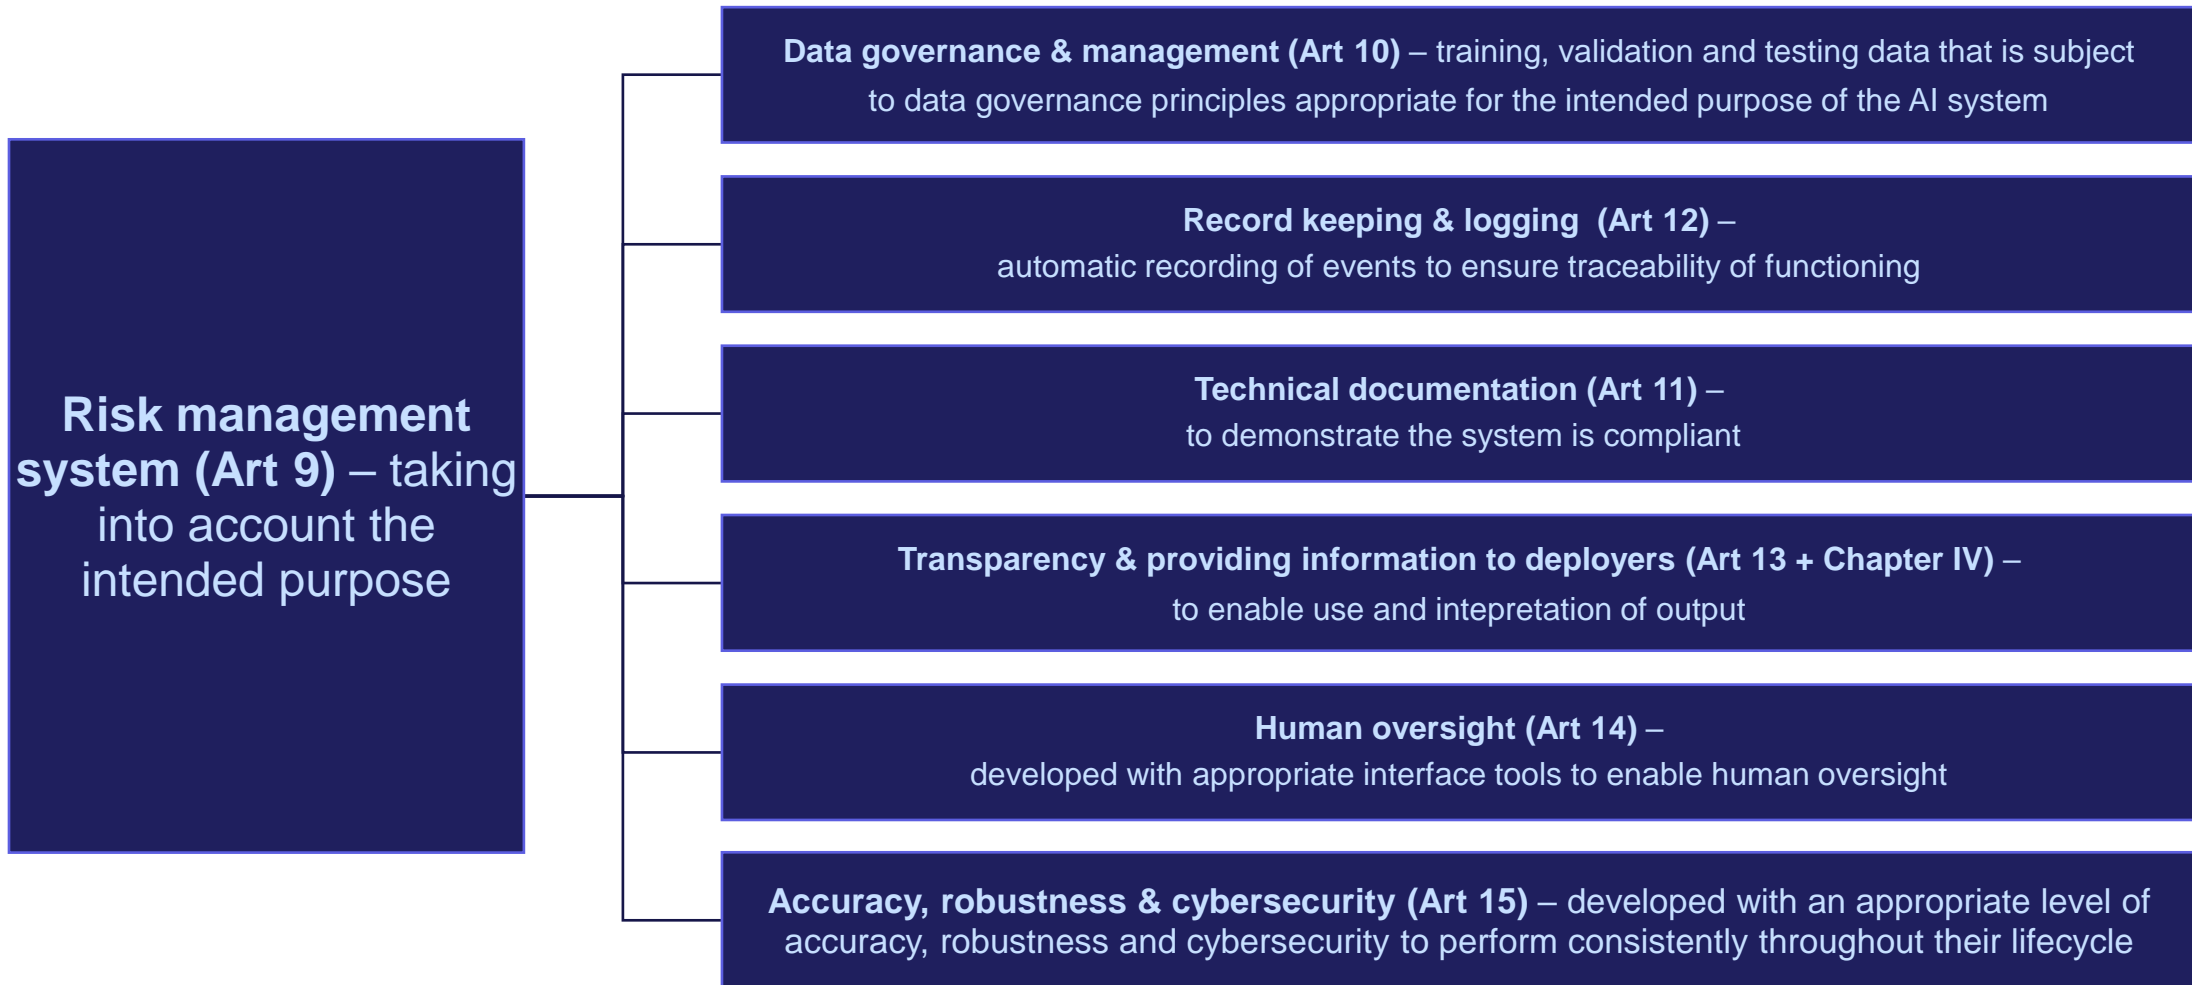 Risk management
system (Art 9) – taking
into account the
intended purpose
Data governance & management (Art 10) – training, validation and testing data that is subject
to data governance principles appropriate for the intended purpose of the AI system
Record keeping & logging  (Art 12) –
automatic recording of events to ensure traceability of functioning
Technical documentation (Art 11) –
to demonstrate the system is compliant
Transparency & providing information to deployers (Art 13 + Chapter IV) –
to enable use and intepretation of output
Human oversight (Art 14) –
developed with appropriate interface tools to enable human oversight
Accuracy, robustness & cybersecurity (Art 15) – developed with an appropriate level of
accuracy, robustness and cybersecurity to perform consistently throughout their lifecycle